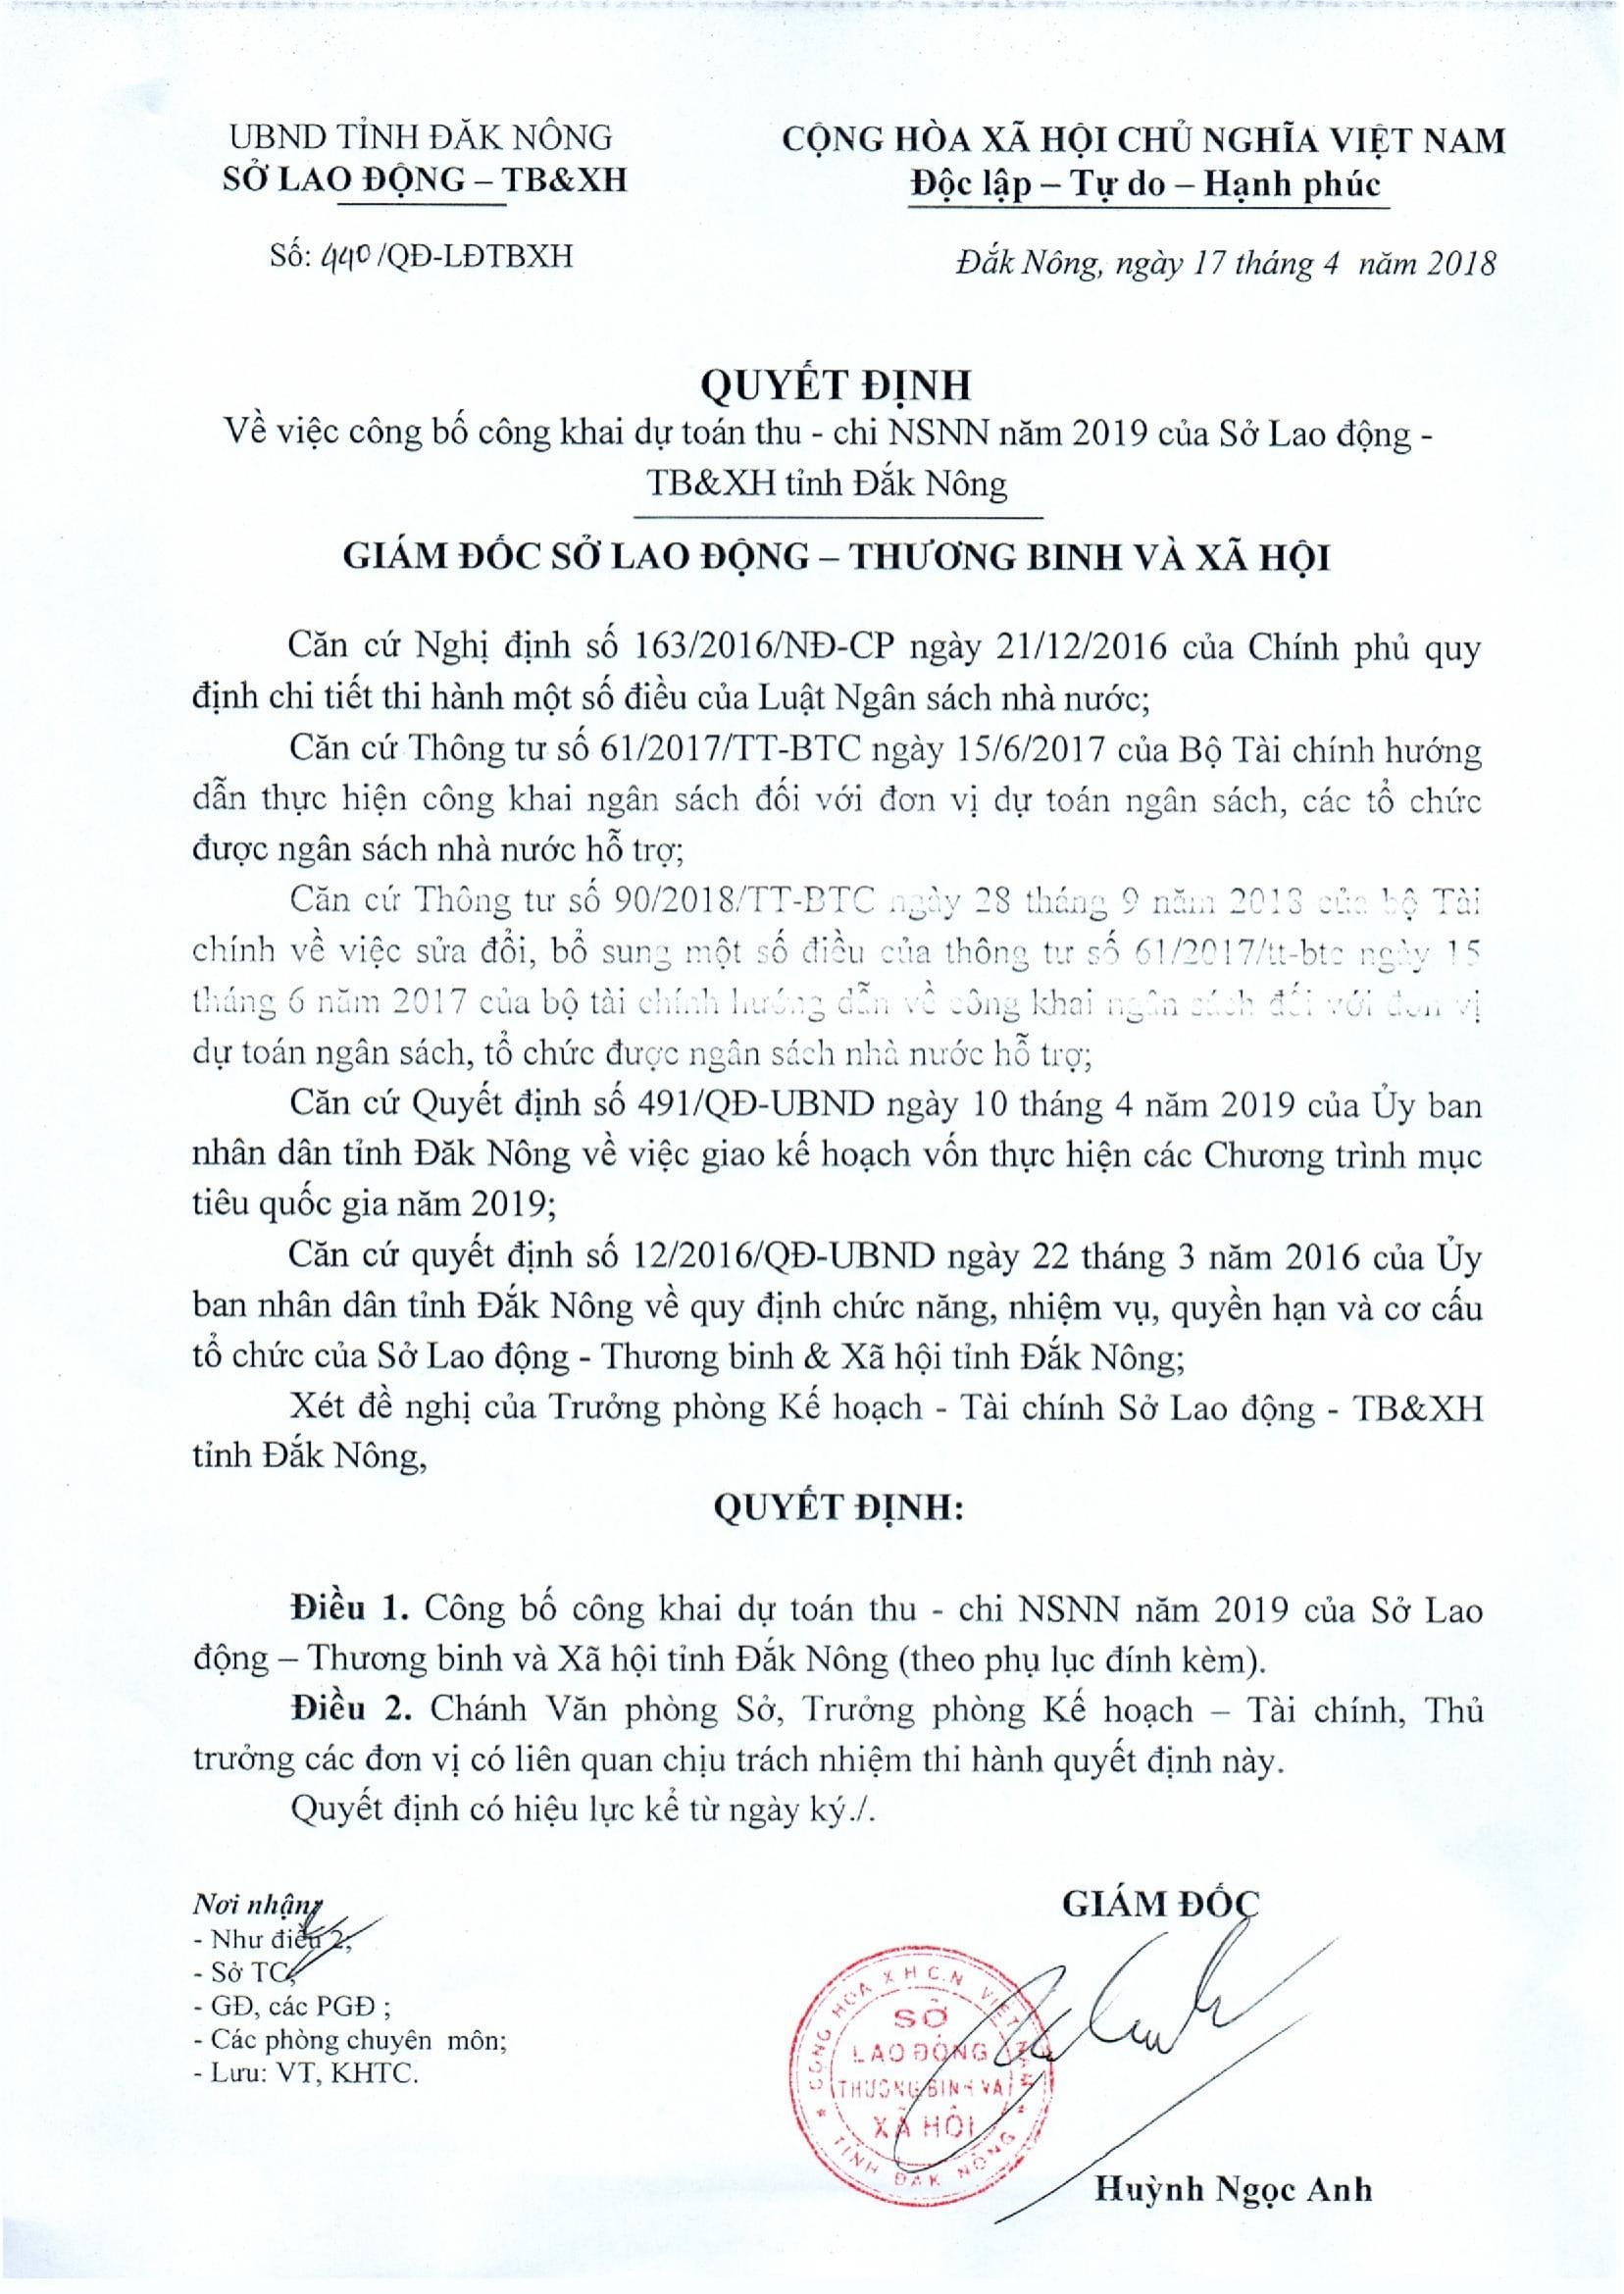 UBND TỈNH ĐĂK NÔNG
SỞ LAO ĐỘNG – TB&XH
Số: 440 /QĐ-LĐTBXH
CỘNG HÒA XÃ HỘI CHỦ NGHĨA VIỆT NAM
Độc lập – Tự do – Hạnh phúc
Đắk Nông, ngày 17 tháng 4 năm 2018
QUYẾT ĐỊNH
Về việc công bố công khai dự toán thu - chi NSNN năm 2019 của Sở Lao động -
TB&XH tỉnh Đắk Nông
GIÁM ĐỐC SỞ LAO ĐỘNG – THƯƠNG BINH VÀ XÃ HỘI
Căn cứ Nghị định số 163/2016/NĐ-CP ngày 21/12/2016 của Chính phủ quy
định chi tiết thi hành một số điều của Luật Ngân sách nhà nước;
Căn cứ Thông tư số 61/2017/TT-BTC ngày 15/6/2017 của Bộ Tài chính hướng
dẫn thực hiện công khai ngân sách đối với đơn vị dự toán ngân sách, các tổ chức
được ngân sách nhà nước hỗ trợ;
Căn cứ Thông tư số 90/2018/TT-BTC ngày 28 tháng 9 năm 2018 của bộ Tài
chính về việc sửa đổi, bổ sung một số điều của thông tư số 61/2017/tt-btc ngày 15
tháng 6 năm 2017 của bộ tài chính hướng dẫn về công khai ngân sách đối với đơn vị
dự toán ngân sách, tổ chức được ngân sách nhà nước hỗ trợ;
Căn cứ Quyết định số 491/QĐ-UBND ngày 10 tháng 4 năm 2019 của Ủy ban
nhân dân tỉnh Đăk Nông về việc giao kế hoạch vốn thực hiện các Chương trình mục
tiêu quốc gia năm 2019;
Căn cứ quyết định số 12/2016/QĐ-UBND ngày 22 tháng 3 năm 2016 của Ủy
ban nhân dân tỉnh Đắk Nông về quy định chức năng, nhiệm vụ, quyền hạn và cơ cấu
tổ chức của Sở Lao động - Thương binh & Xã hội tỉnh Đắk Nông;
Xét đề nghị của Trưởng phòng Kế hoạch - Tài chính Sở Lao động - TB&XH
tỉnh Đắk Nông,
QUYẾT ĐỊNH:
Điều 1. Công bố công khai dự toán thu - chi NSNN năm 2019 của Sở Lao
động – Thương binh và Xã hội tỉnh Đắk Nông (theo phụ lục đính kèm).
Điều 2. Chánh Văn phòng Sở, Trưởng phòng Kế hoạch – Tài chính, Thủ
trưởng các đơn vị có liên quan chịu trách nhiệm thi hành quyết định này.
Quyết định có hiệu lực kể từ ngày ký./.
Nơi nhận:
- Như điều 2;
- Sở TC;
- GĐ, các PGĐ ;
- Các phòng chuyên môn;
- Lưu: VT, KHTC.
GIÁM ĐỐC
CỘNG HÒA X.H.C.N VIỆT NAM
SỞ
LAO ĐỘNG
THƯƠNG BINH VÀ
XÃ HỘI
TỈNH ĐĂK NÔNG
Huỳnh Ngọc Anh